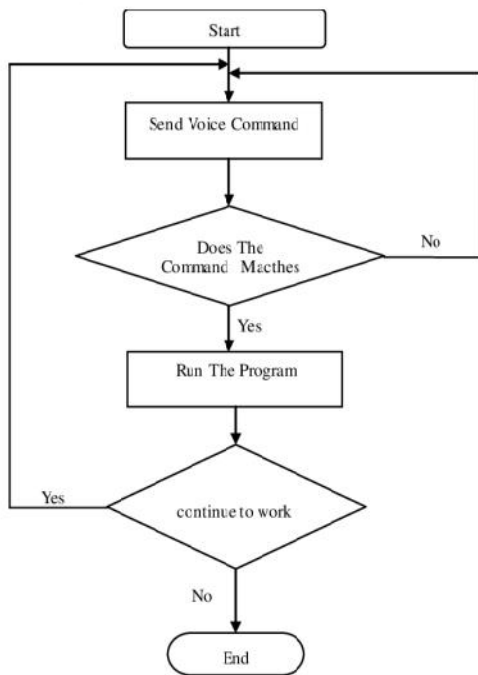 Start
Send Voice Command
Does The
Command Macthes
No
Yes
Run The Program
Yes
continue to work
No
End